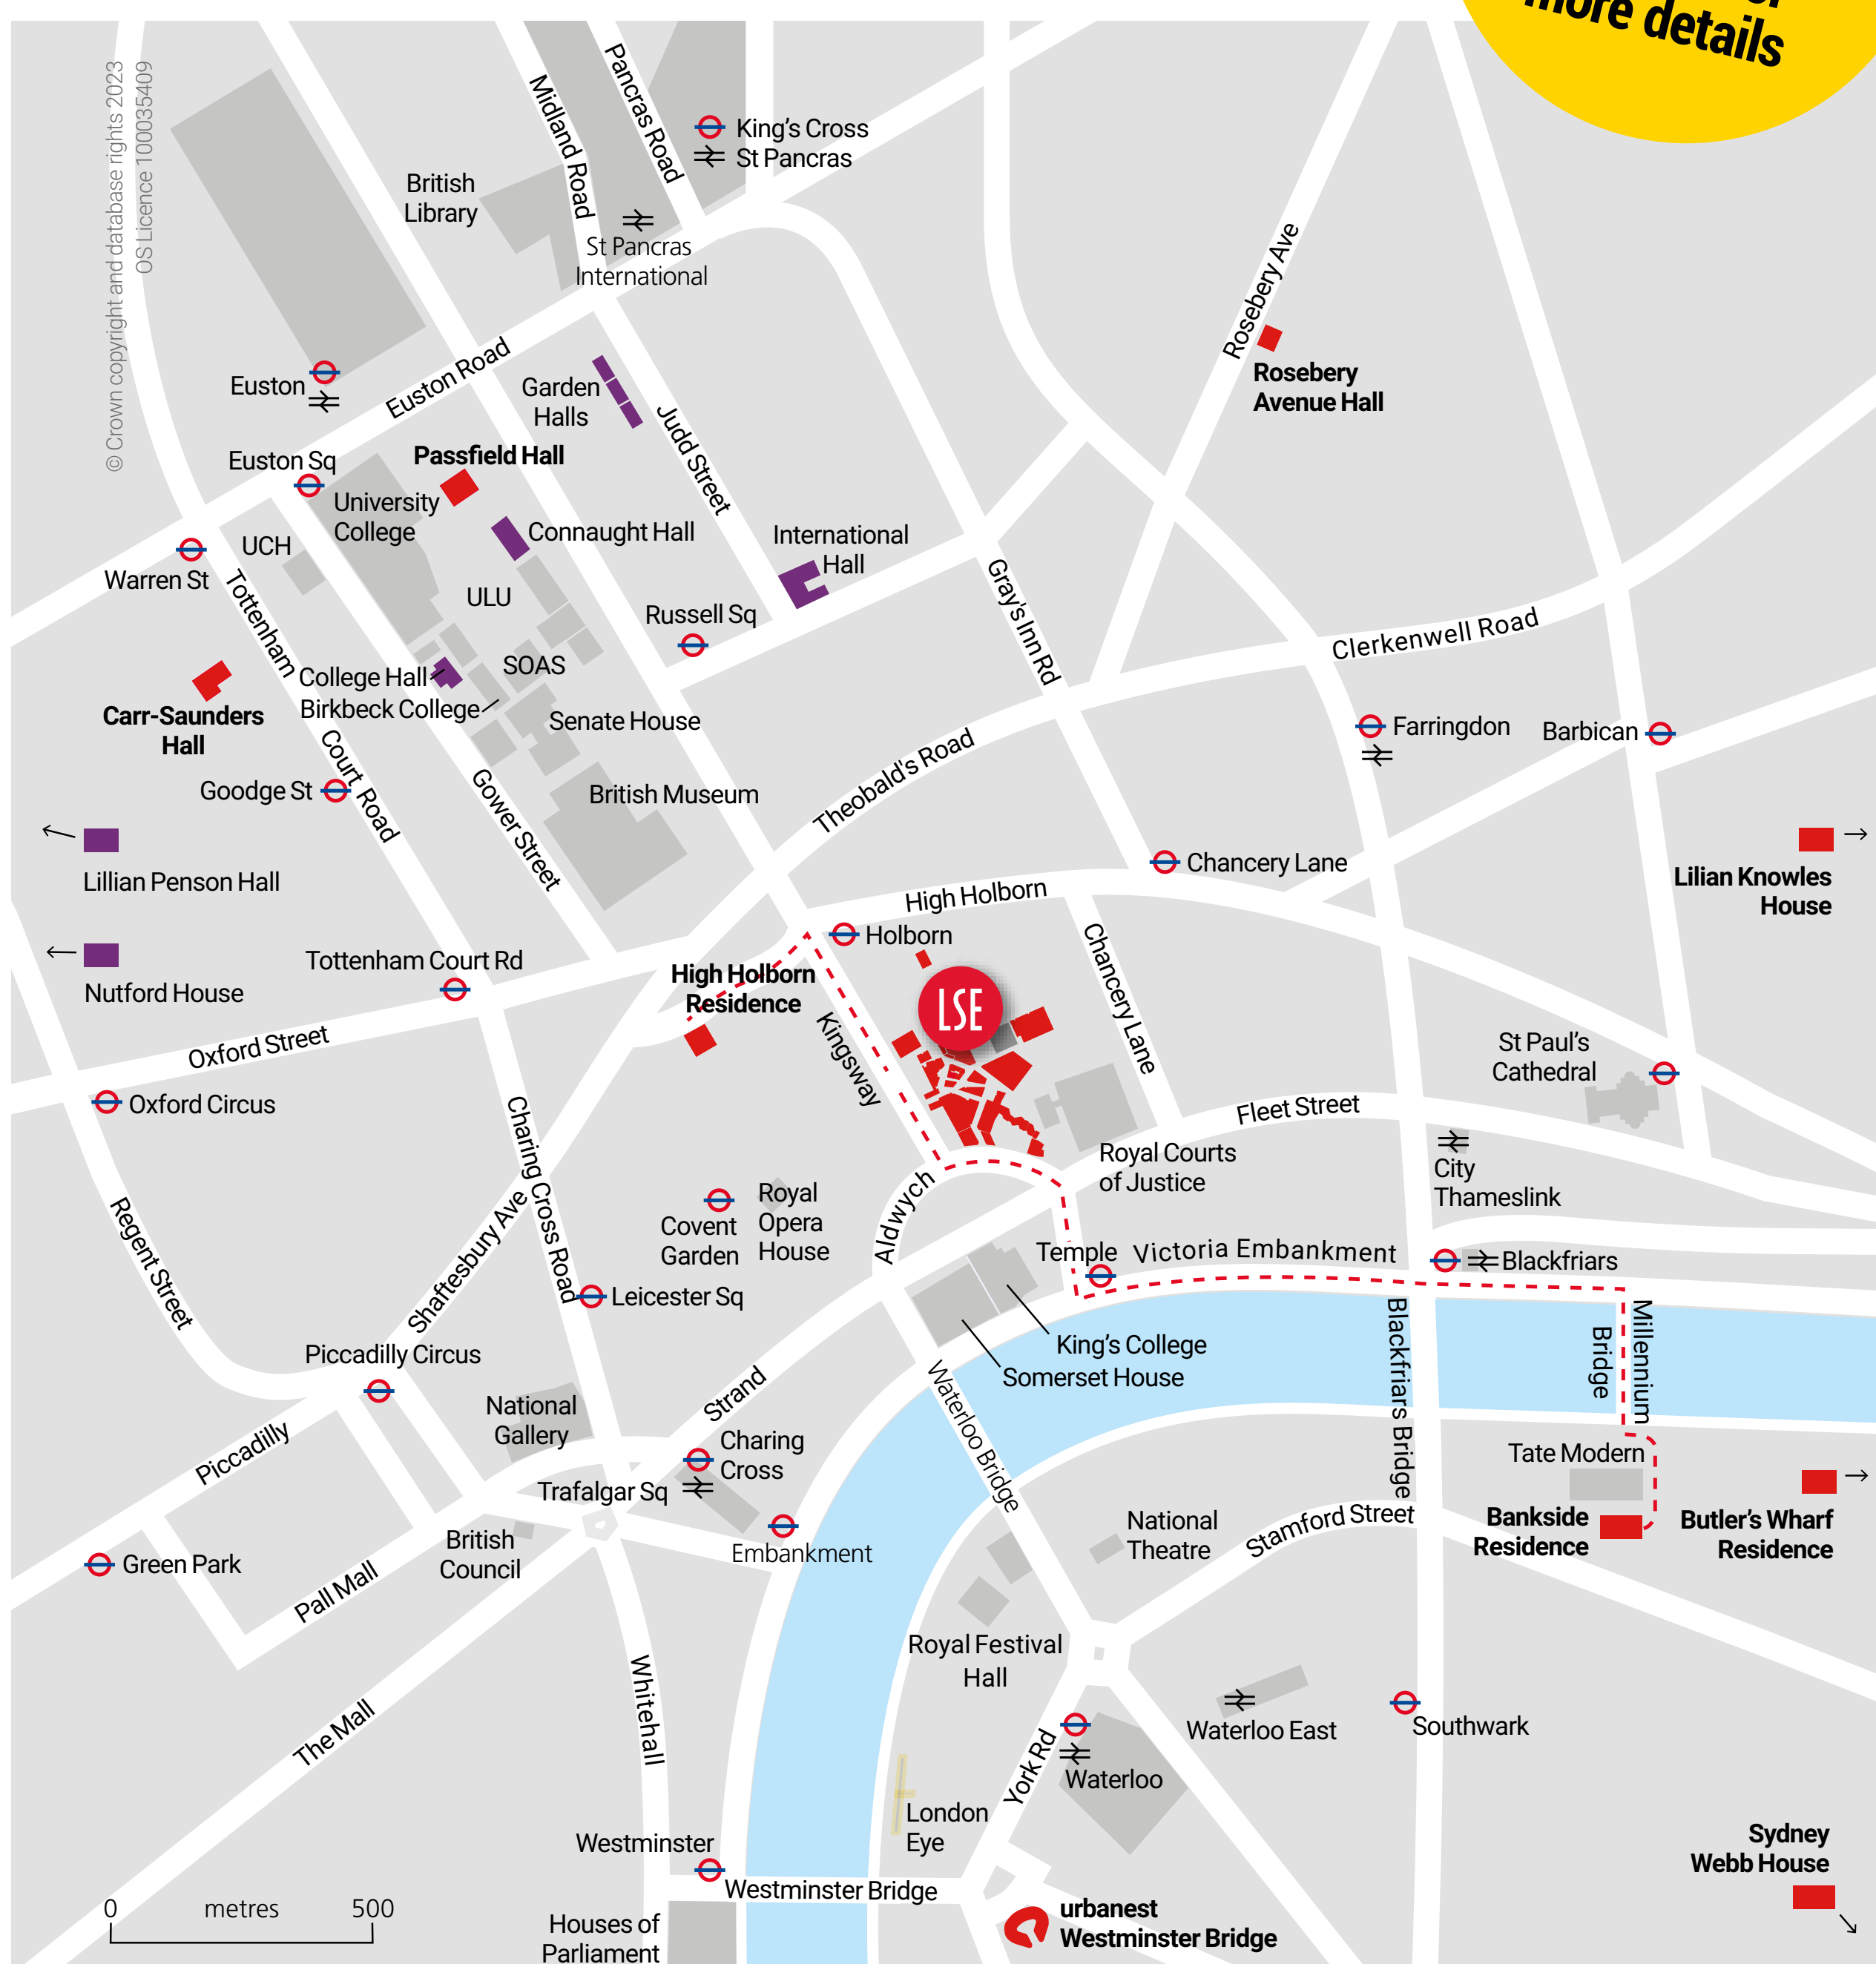 more details
© Crown copyright and database rights 2023
OS Licence 100035409
Midland Road
Pancras Road
King's Cross
St Pancras
British
Library
St Pancras
International
Rosebery Ave
Rosebery
Avenue Hall
Euston
Euston Road
Garden
Halls
Judd Street
Passfield Hall
Euston Sq
University
College
Connaught Hall
International
Hall
UCH
Warren St
Tottenham
Court Road
ULU
Russell Sq
Gray's Inn Rd
Clerkenwell Road
College Hall
SOAS
Birkbeck College
Senate House
Carr-Saunders
Hall
Farringdon
Barbican
Goodge St
Gower Street
British Museum
Theobald's Road
Lillian Penson Hall
Chancery Lane
Lilian Knowles
House
High Holborn
Holborn
Chancery Lane
Nutford House
Tottenham Court Rd
High Holborn
Residence
LSE
Kingsway
Oxford Street
Oxford Circus
St Paul's
Cathedral
Charing Cross Road
Fleet Street
Royal Courts
of Justice
City
Thameslink
Regent Street
Shaftesbury Ave
Covent
Garden
Royal
Opera
House
Aldwych
Temple
Victoria Embankment
Blackfriars
Leicester Sq
King's College
Somerset House
Blackfriars Bridge
Millennium
Bridge
Piccadilly Circus
National
Gallery
Strand
Waterloo Bridge
Piccadilly
Charing
Cross
Trafalgar Sq
Tate Modern
Bankside
Residence
Butler's Wharf
Residence
National
Theatre
Stamford Street
Embankment
British
Council
Green Park
Pall Mall
Royal Festival
Hall
The Mall
Whitehall
Waterloo East
Southwark
York Rd
Waterloo
London
Eye
Westminster
Westminster Bridge
Sydney
Webb House
0 metres 500
Houses of
Parliament
urbanest
Westminster Bridge